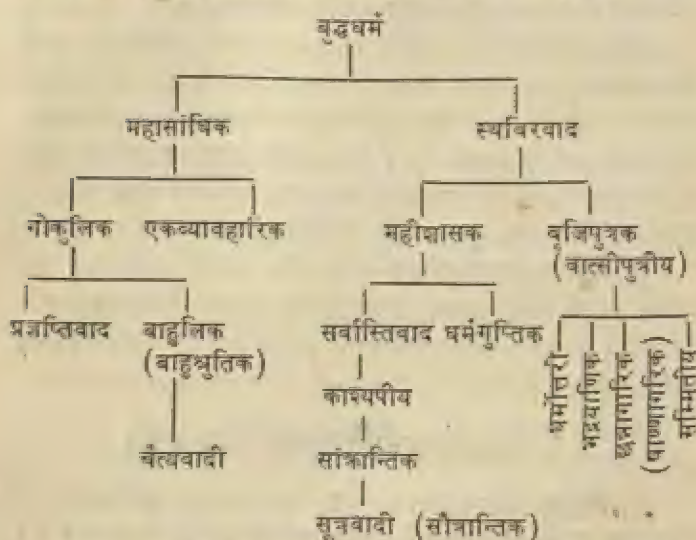 बुद्धधर्म
महासांघिक स्थविरवाद
गोकुलिक एकव्यावहारिक महीशासक वृजिपुत्रक
(वात्सीपुत्रीय)
प्रज्ञप्तिवाद बाहुलिक सर्वास्तिवाद धर्मगुप्तिक
(बाहुश्रुतिक)
काश्यपीय
चैत्यवादी सांक्रान्तिक
सूत्रवादी (सौत्रान्तिक)
धर्मोत्तरी
भद्रयाणिक
छन्नागारिक
(षाण्णागरिक)
सम्मितीय